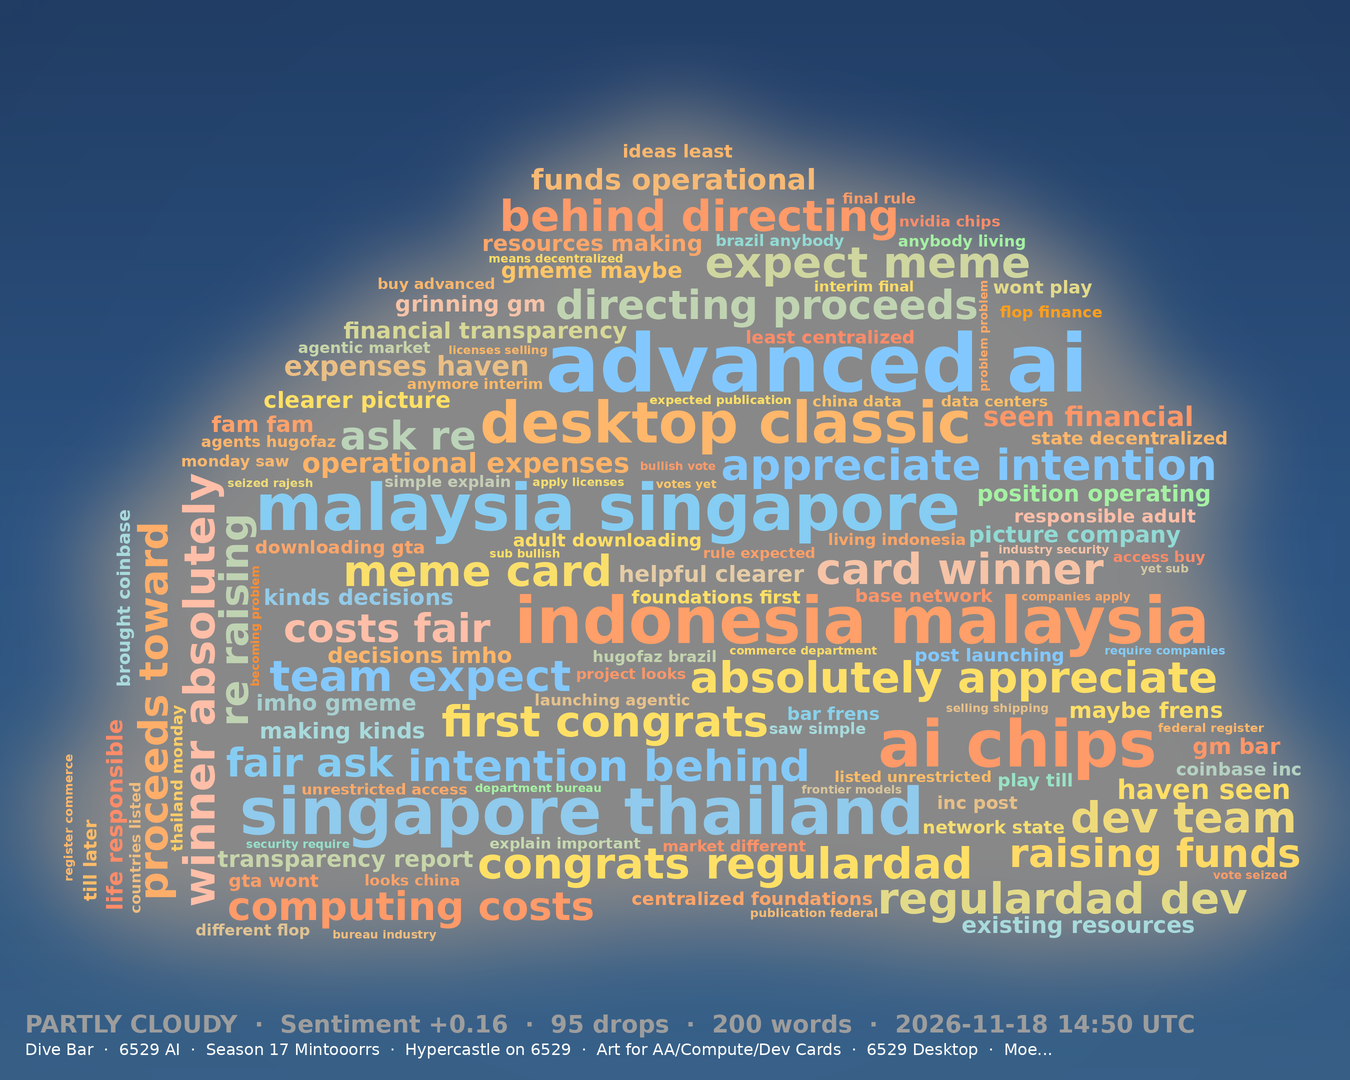 ideas least
funds operational
final rule
behind directing
nvidia chips
resources making
brazil anybody
anybody living
means decentralized
gmeme maybe
expect meme
buy advanced
interim final
problem problem
wont play
grinning gm
directing proceeds
flop finance
financial transparency
least centralized
agentic market
licenses selling
advanced ai
expenses haven
anymore interim
clearer picture
expected publication
china data
data centers
fam fam
desktop classic
seen financial
agents hugofaz
ask re
state decentralized
monday saw
operational expenses
bullish vote
appreciate intention
seized rajesh
simple explain
apply licenses
votes yet
malaysia singapore
position operating
responsible adult
brought coinbase
proceeds toward
winner absolutely
re raising
downloading gta
adult downloading
living indonesia
picture company
sub bullish
rule expected
industry security
access buy
yet sub
meme card
helpful clearer
card winner
becoming problem
kinds decisions
foundations first
base network
companies apply
costs fair
indonesia malaysia
decisions imho
hugofaz brazil
commerce department
post launching
require companies
team expect
project looks
absolutely appreciate
imho gmeme
launching agentic
selling shipping
maybe frens
making kinds
first congrats
bar frens
saw simple
ai chips
federal register
gm bar
fair ask
intention behind
listed unrestricted
play till
coinbase inc
unrestricted access
department bureau
frontier models
haven seen
singapore thailand
inc post
network state
dev team
register commerce
till later
life responsible
countries listed
thailand monday
security require
explain important
market different
transparency report
congrats regulardad
raising funds
gta wont
looks china
vote seized
computing costs
centralized foundations
publication federal
regulardad dev
different flop
bureau industry
existing resources
PARTLY CLOUDY · Sentiment +0.16 · 95 drops · 200 words · 2026-11-18 14:50 UTC
Dive Bar · 6529 AI · Season 17 Mintooorrs · Hypercastle on 6529 · Art for AA/Compute/Dev Cards · 6529 Desktop · Moe...